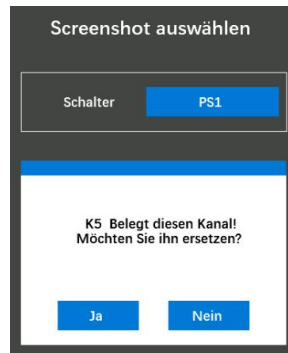 Screenshot auswählen
Schalter PS1
K5 Belegt diesen Kanal!
Möchten Sie ihn ersetzen?
Ja Nein